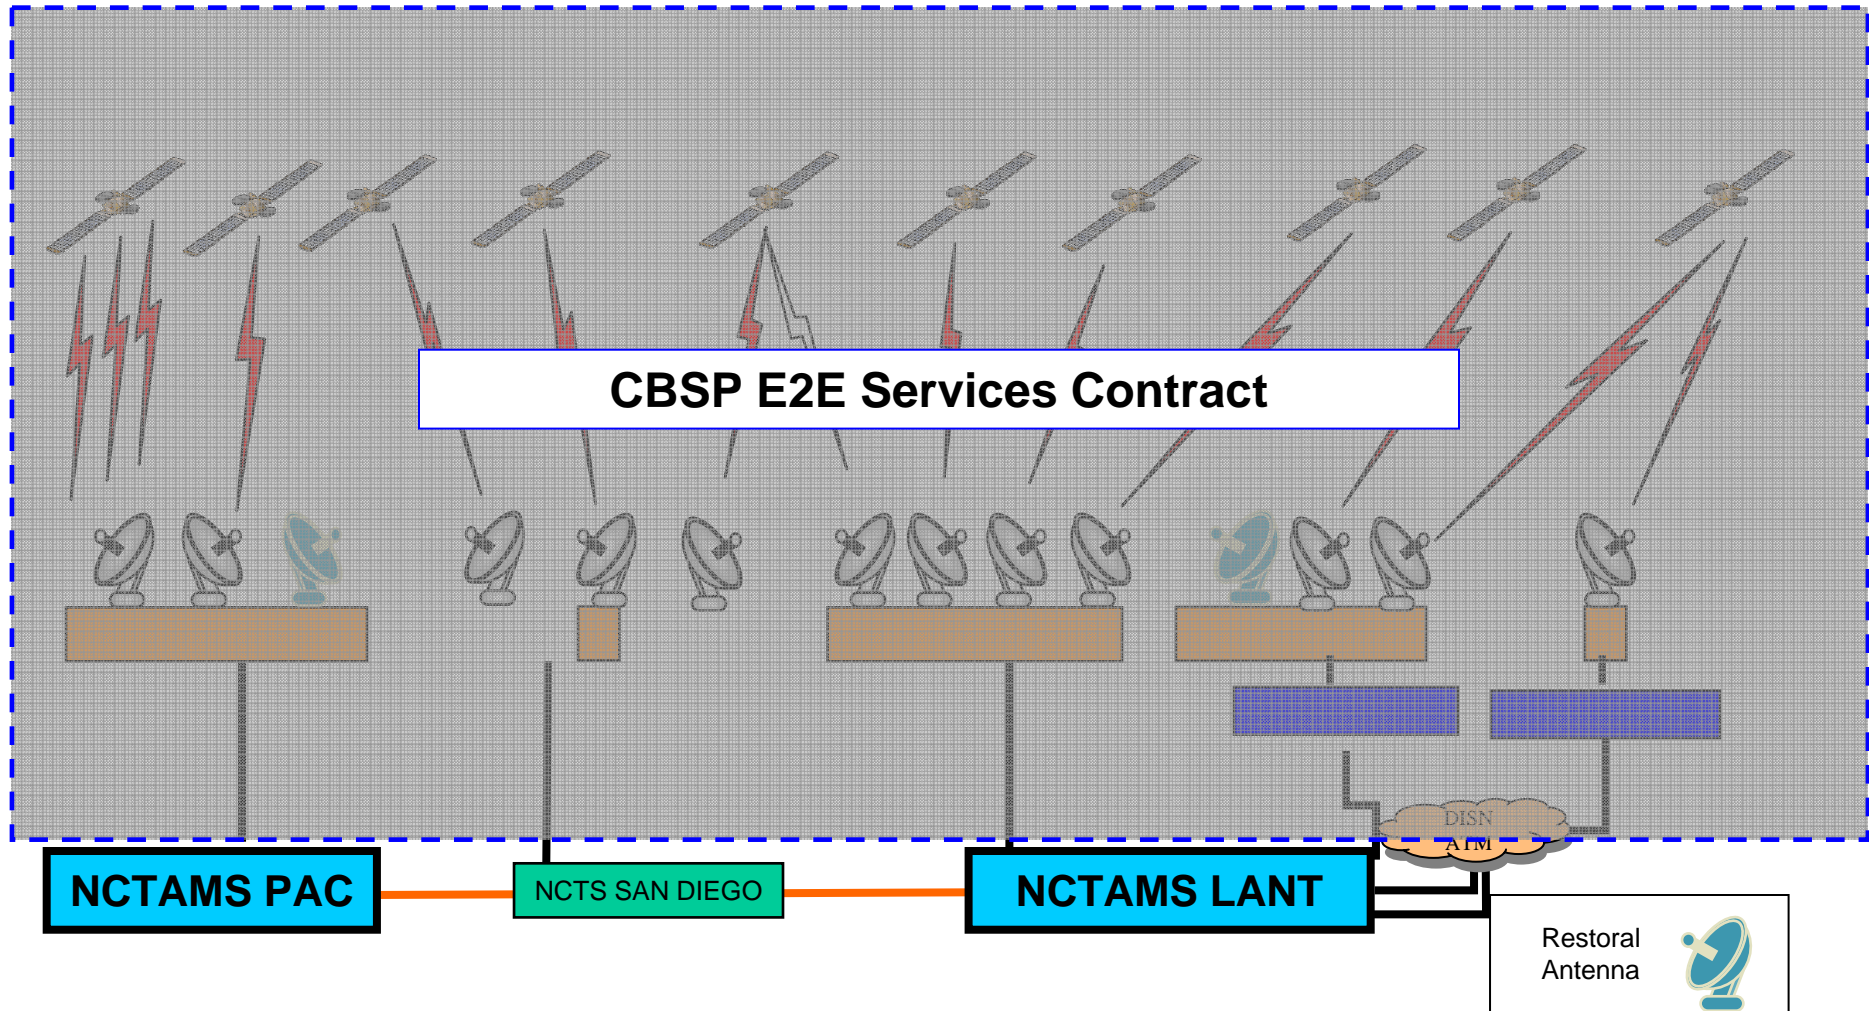 CBSP E2E Services Contract
DISN
ATM
NCTAMS PAC
NCTS SAN DIEGO
NCTAMS LANT
Restoral
Antenna